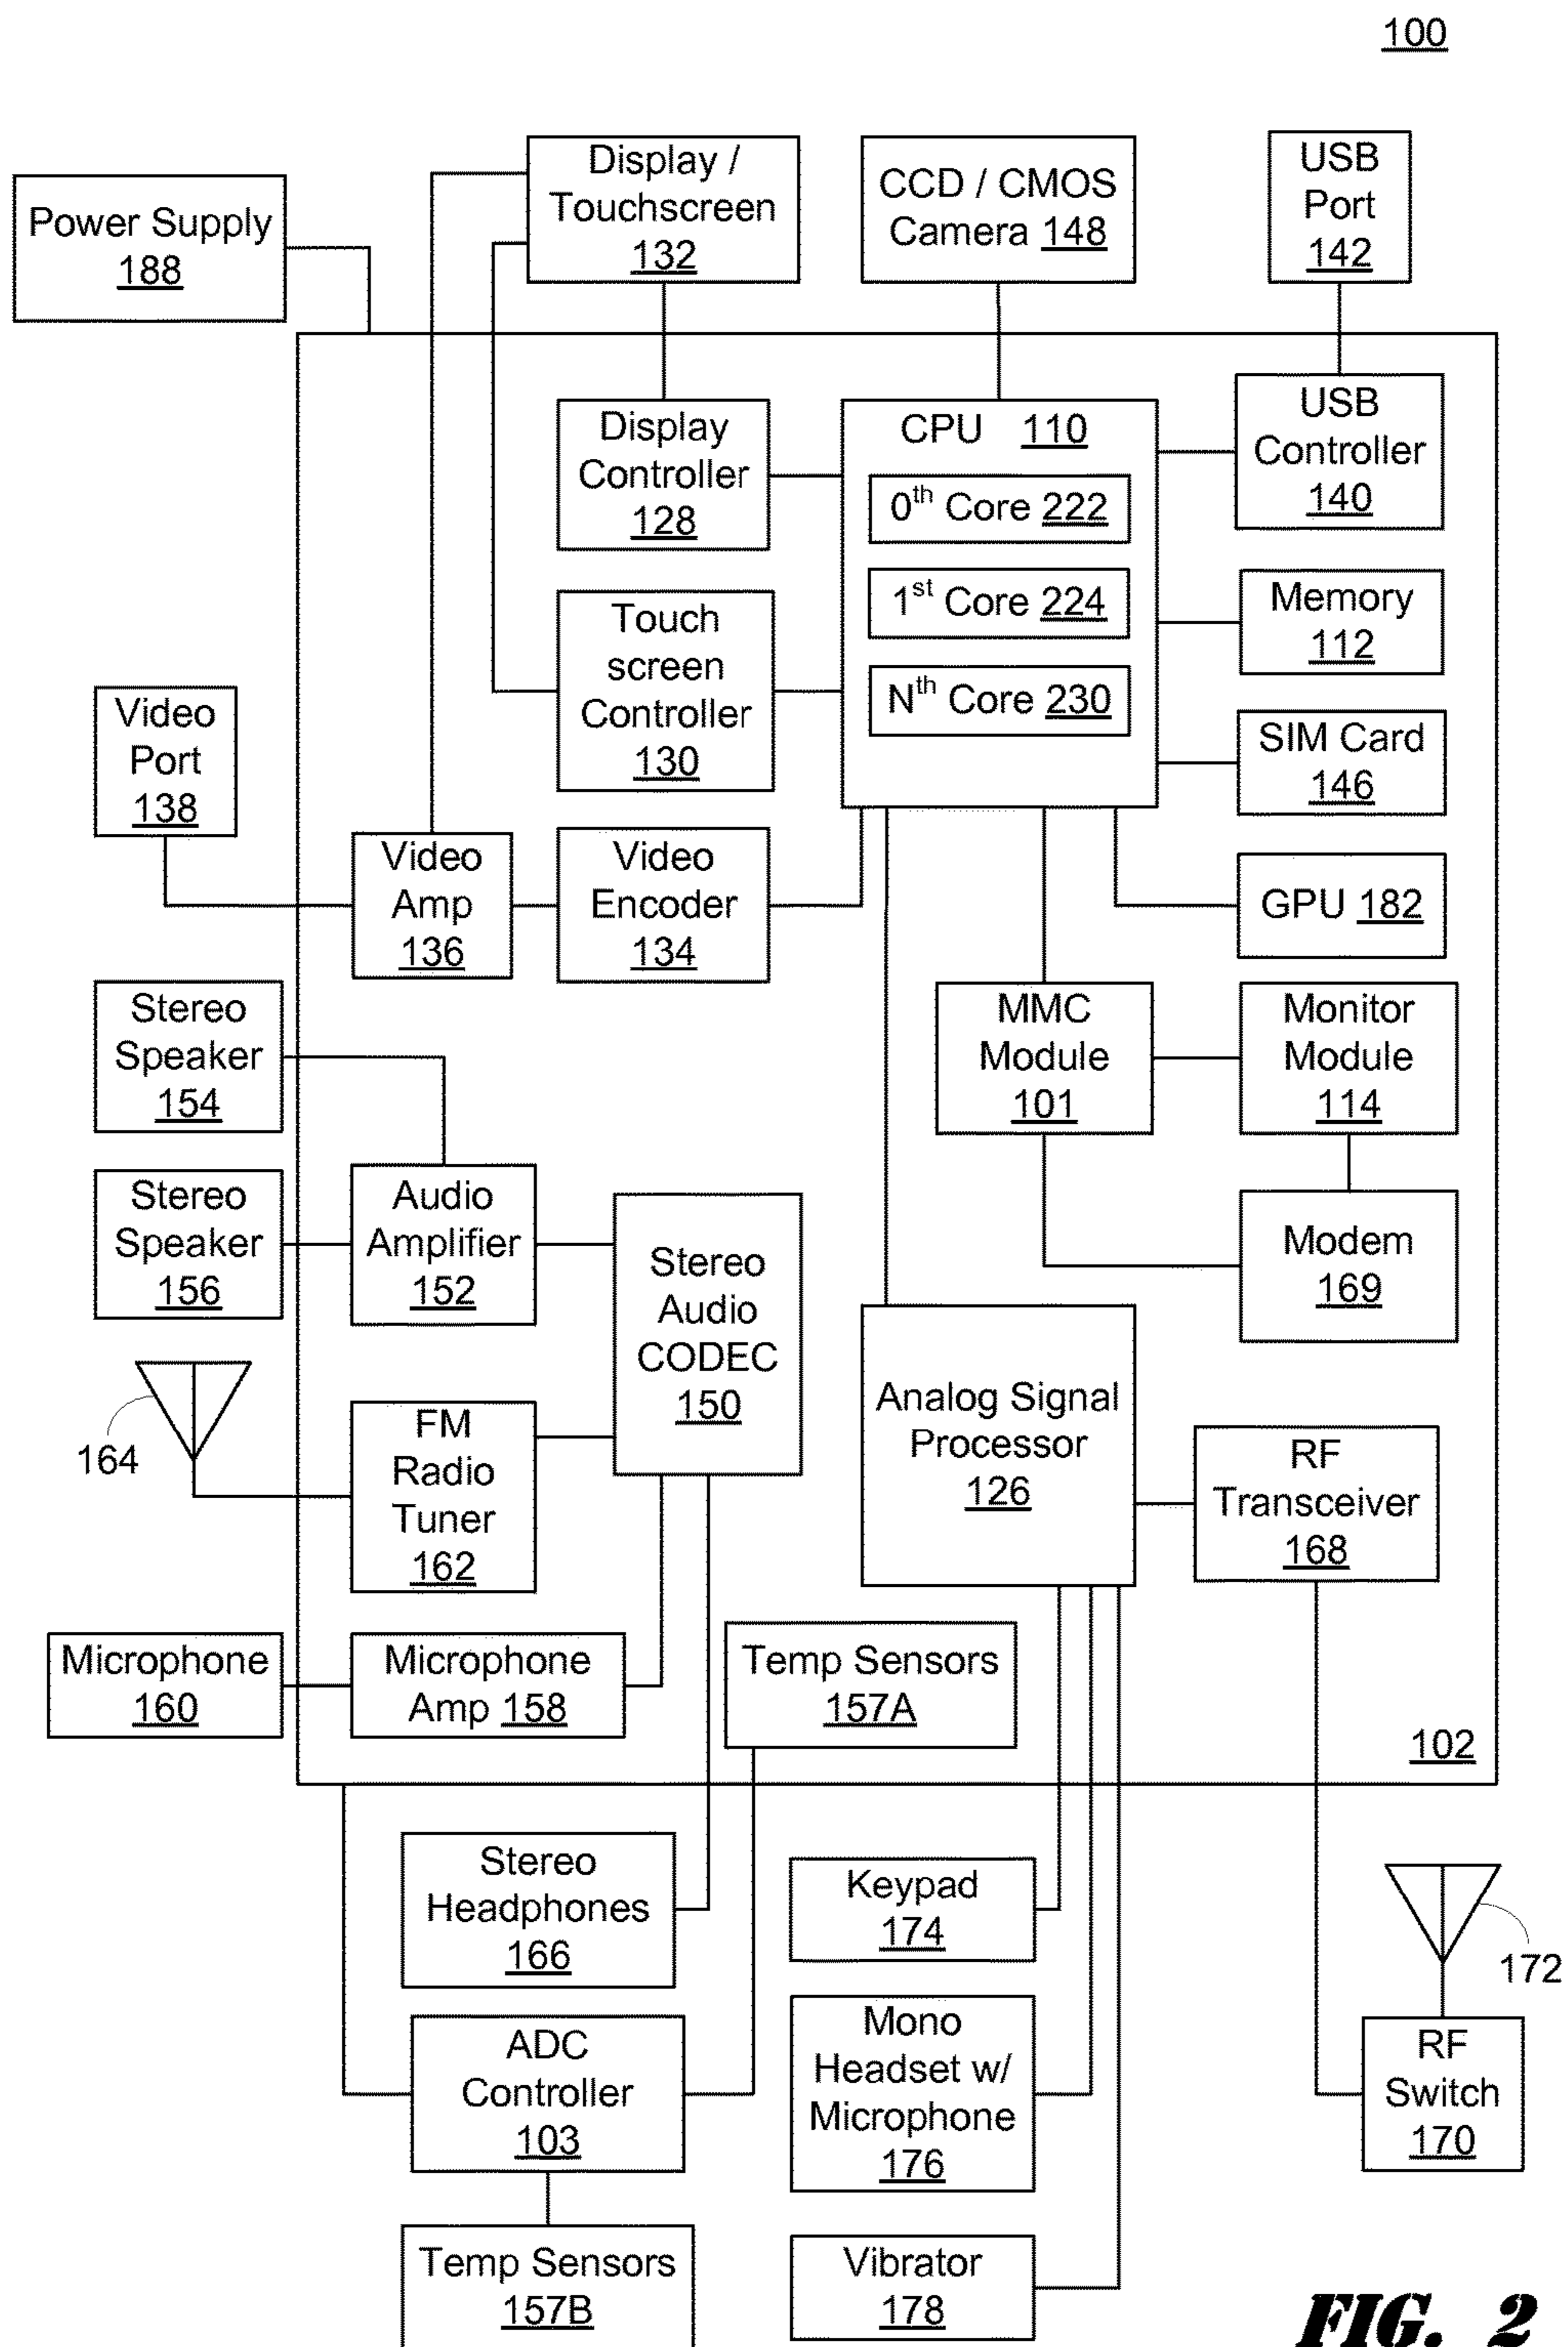 100
Power Supply
188
Display /
Touchscreen
132
CCD / CMOS
Camera 148
USB
Port
142
Display
Controller
128
CPU 110
0th Core 222
1st Core 224
Nth Core 230
USB
Controller
140
Touch
screen
Controller
130
Memory
112
SIM Card
146
Video
Port
138
Video
Amp
136
Video
Encoder
134
GPU 182
Stereo
Speaker
154
MMC
Module
101
Monitor
Module
114
Stereo
Speaker
156
Audio
Amplifier
152
Stereo
Audio
CODEC
150
Modem
169
164
FM
Radio
Tuner
162
Analog Signal
Processor
126
RF
Transceiver
168
Microphone
160
Microphone
Amp 158
Temp Sensors
157A
102
Stereo
Headphones
166
Keypad
174
172
ADC
Controller
103
Mono
Headset w/
Microphone
176
RF
Switch
170
Temp Sensors
157B
Vibrator
178
FIG. 2